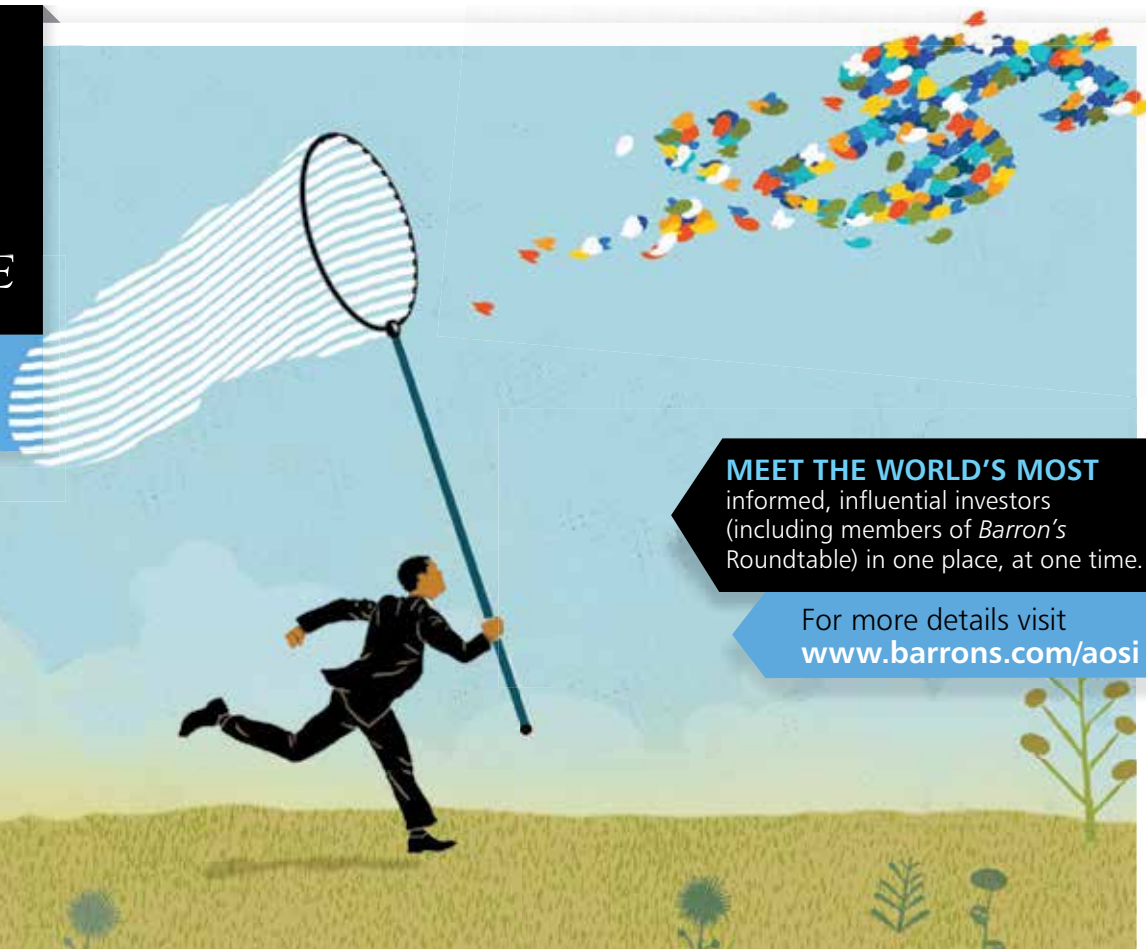 E
MEET THE WORLD'S MOST
informed, influential investors
(including members of Barron's
Roundtable) in one place, at one time.
For more details visit
www.barrons.com/aosi